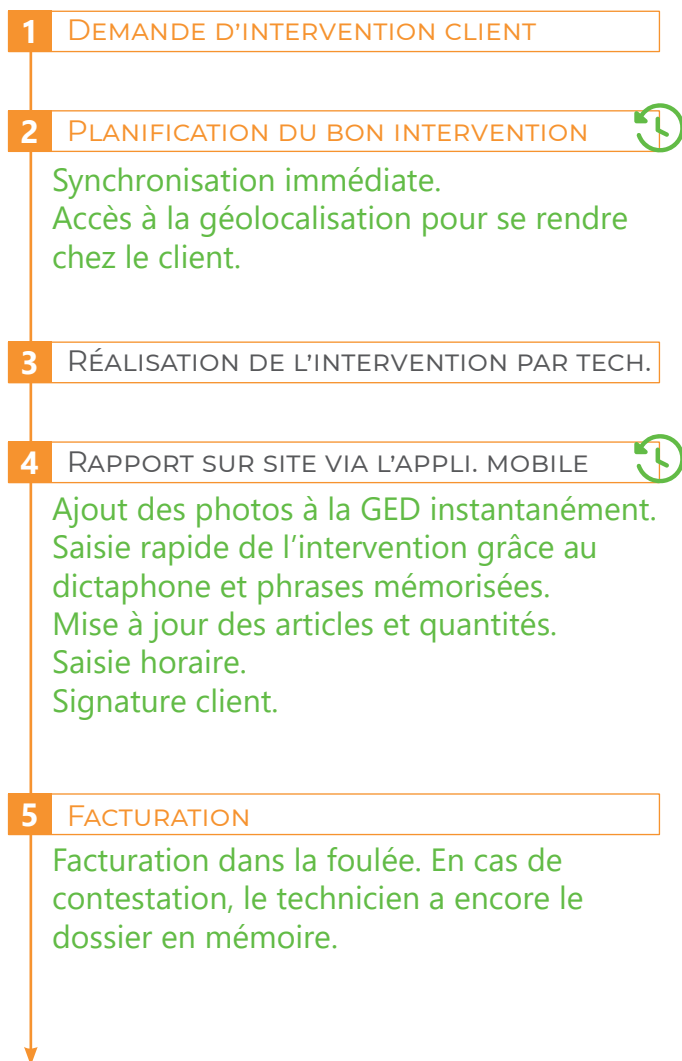 1 Demande d’intervention client
2 Planification du bon intervention
Synchronisation immédiate.
Accès à la géolocalisation pour se rendre
chez le client.
3 Réalisation de l’intervention par tech.
4 Rapport sur site via l’appli. mobile
Ajout des photos à la GED instantanément.
Saisie rapide de l’intervention grâce au
dictaphone et phrases mémorisées.
Mise à jour des articles et quantités.
Saisie horaire.
Signature client.
5 Facturation
Facturation dans la foulée. En cas de
contestation, le technicien a encore le
dossier en mémoire.